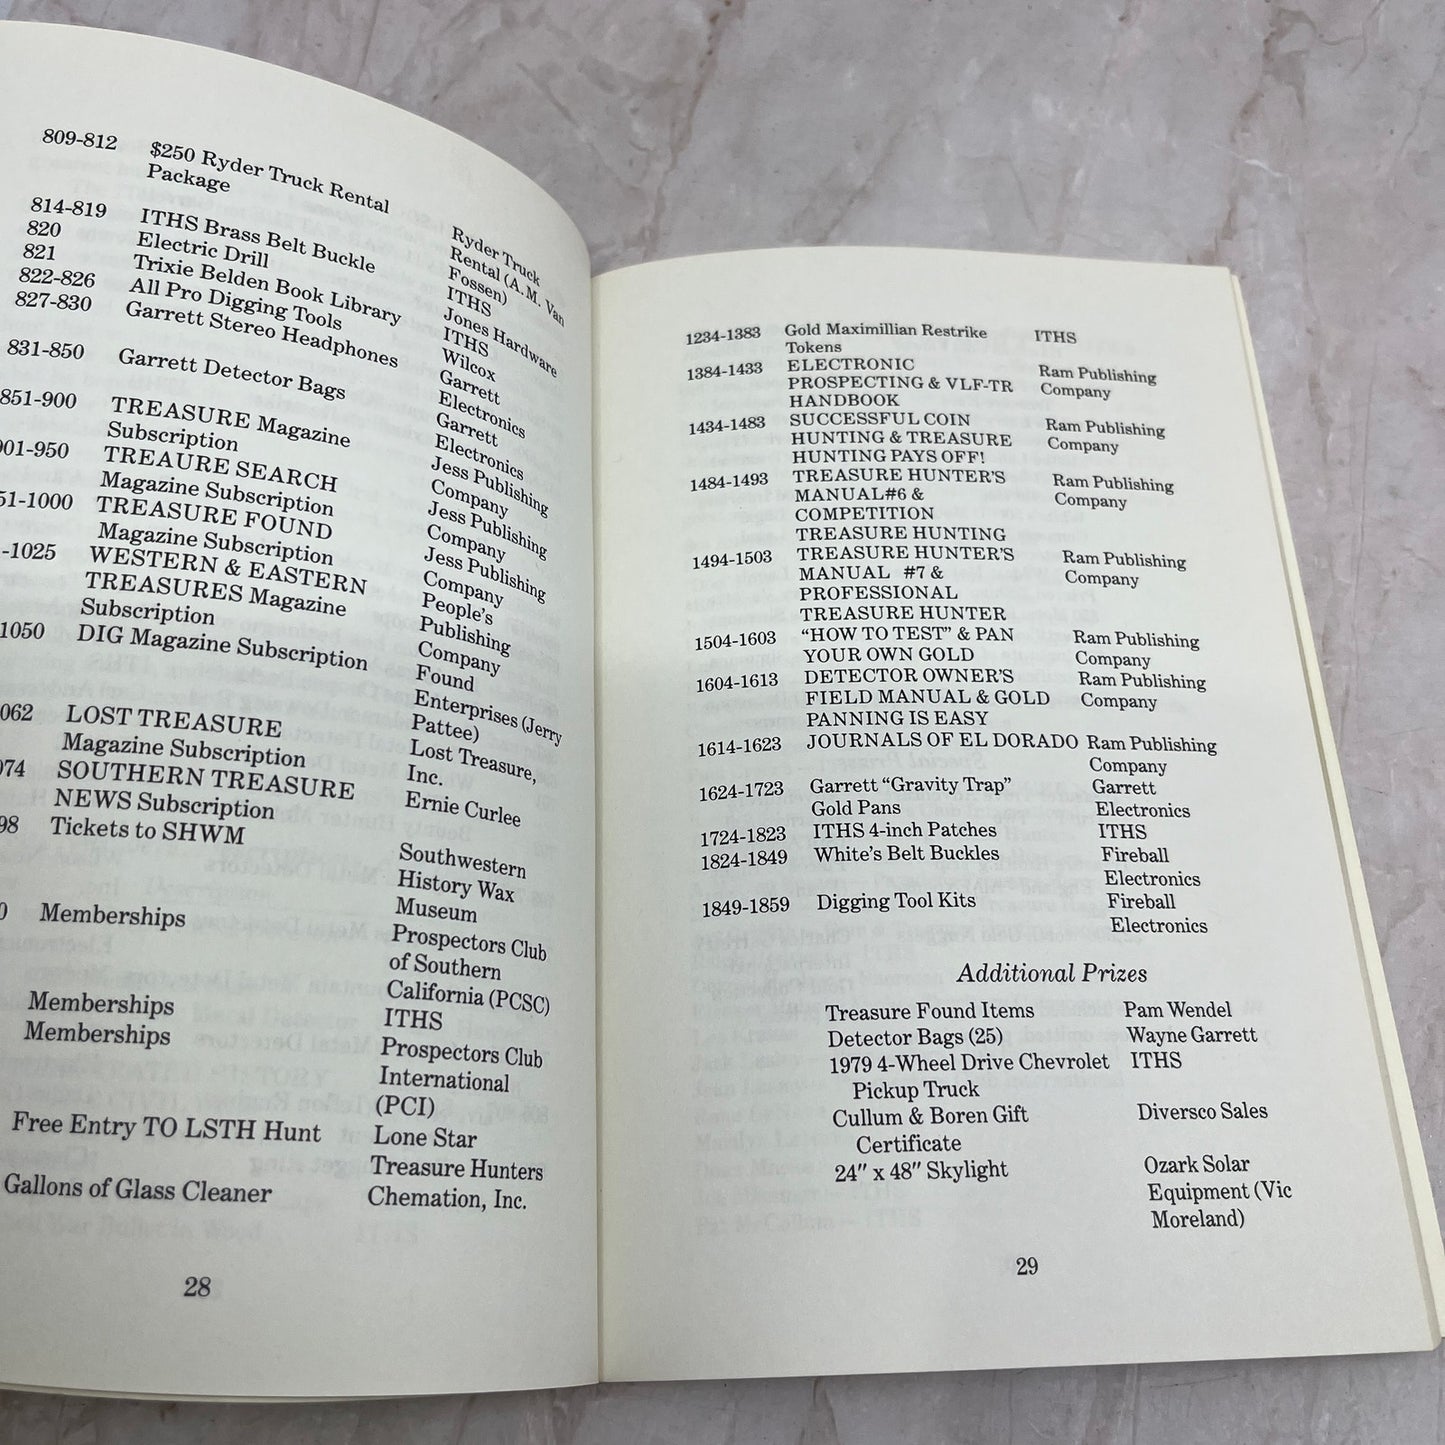 809-812 $250 Ryder Truck Rental
Package
Ryder Truck
Rental (A.M. Van
Fossen)
814-819 ITHS Brass Belt Buckle ITHS
820 Electric Drill Jones Hardware
821 Trixie Belden Book Library ITHS
822-826 All Pro Digging Tools Wilcox
827-830 Garrett Stereo Headphones Garrett
Electronics
831-850 Garrett Detector Bags Garrett
Electronics
851-900 TREASURE Magazine Jess Publishing
Subscription Company
901-950 TREAURE SEARCH Jess Publishing
Magazine Subscription Company
51-1000 TREASURE FOUND Jess Publishing
Magazine Subscription Company
-1025 WESTERN & EASTERN People's
TREASURES Magazine Publishing
Subscription Company
1050 DIG Magazine Subscription Found
Enterprises (Jerry
Pattee)
062 LOST TREASURE Lost Treasure,
Magazine Subscription Inc.
074 SOUTHERN TREASURE Ernie Curlee
NEWS Subscription
98 Tickets to SHWM Southwestern
History Wax
Museum
0 Memberships Prospectors Club
of Southern
California (PCSC)
Memberships ITHS
Memberships Prospectors Club
International
(PCI)
Free Entry TO LSTH Hunt Lone Star
Treasure Hunters
Gallons of Glass Cleaner Chemation, Inc.
28
1234-1383 Gold Maximillian Restrike ITHS
Tokens
1384-1433 ELECTRONIC Ram Publishing
PROSPECTING & VLF-TR Company
HANDBOOK
1434-1483 SUCCESSFUL COIN Ram Publishing
HUNTING & TREASURE Company
HUNTING PAYS OFF!
1484-1493 TREASURE HUNTER'S Ram Publishing
MANUAL#6 & Company
COMPETITION
TREASURE HUNTING
1494-1503 TREASURE HUNTER'S Ram Publishing
MANUAL #7 & Company
PROFESSIONAL
TREASURE HUNTER
1504-1603 "HOW TO TEST" & PAN Ram Publishing
YOUR OWN GOLD Company
1604-1613 DETECTOR OWNER'S Ram Publishing
FIELD MANUAL & GOLD Company
PANNING IS EASY
1614-1623 JOURNALS OF EL DORADO Ram Publishing
Company
1624-1723 Garrett "Gravity Trap" Garrett
Gold Pans Electronics
1724-1823 ITHS 4-inch Patches ITHS
1824-1849 White's Belt Buckles Fireball
Electronics
1849-1859 Digging Tool Kits Fireball
Electronics
Additional Prizes
Treasure Found Items Pam Wendel
Detector Bags (25) Wayne Garrett
1979 4-Wheel Drive Chevrolet ITHS
Pickup Truck
Cullum & Boren Gift Diversco Sales
Certificate
24" x 48" Skylight Ozark Solar
Equipment (Vic
Moreland)
29